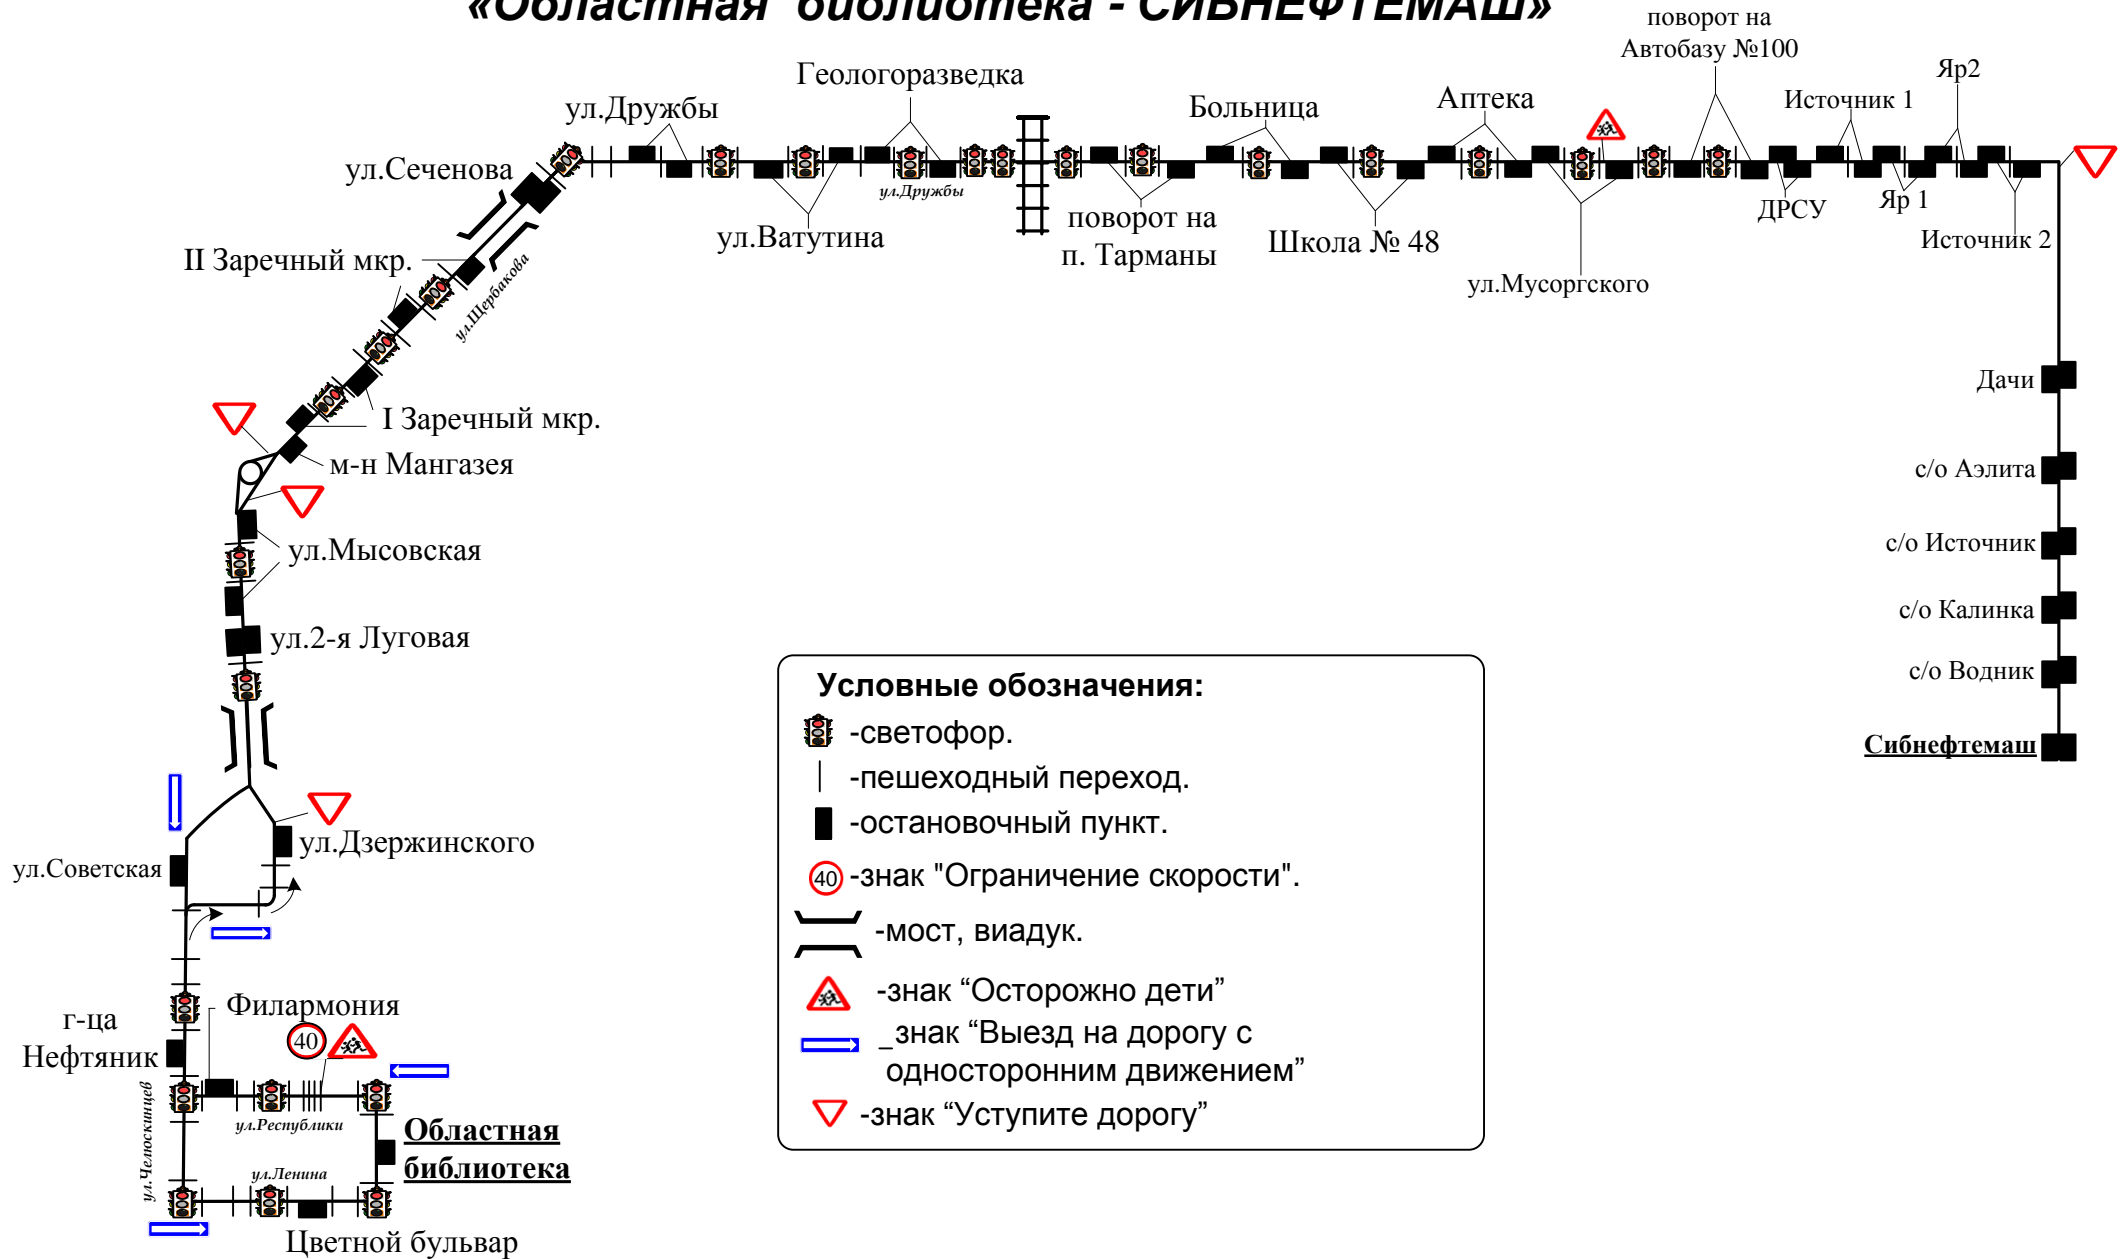 «Областная библиотека - СИБНЕФТЕМАШ»
поворот на
Автобазу №100
Геологоразведка
ул.Дружбы
Больница
Аптека
Источник 1
Яр2
ул.Сеченова
ул.Дружбы
ул.Ватутина
поворот на
п. Тарманы
Школа № 48
ул.Мусоргского
ДРСУ
Яр 1
Источник 2
II Заречный мкр.
ул.Щербакова
I Заречный мкр.
м-н Мангазея
ул.Мысовская
ул.2-я Луговая
Дачи
с/о Аэлита
с/о Источник
с/о Калинка
с/о Водник
Сибнефтемаш
ул.Дзержинского
ул.Советская
г-ца
Нефтяник
Филармония
40
ул.Челюскинцев
ул.Республики
Областная
библиотека
ул.Ленина
Цветной бульвар
Условные обозначения:
-светофор.
-пешеходный переход.
-остановочный пункт.
40 -знак "Ограничение скорости".
-мост, виадук.
-знак “Осторожно дети”
_знак “Выезд на дорогу с
односторонним движением”
-знак “Уступите дорогу”